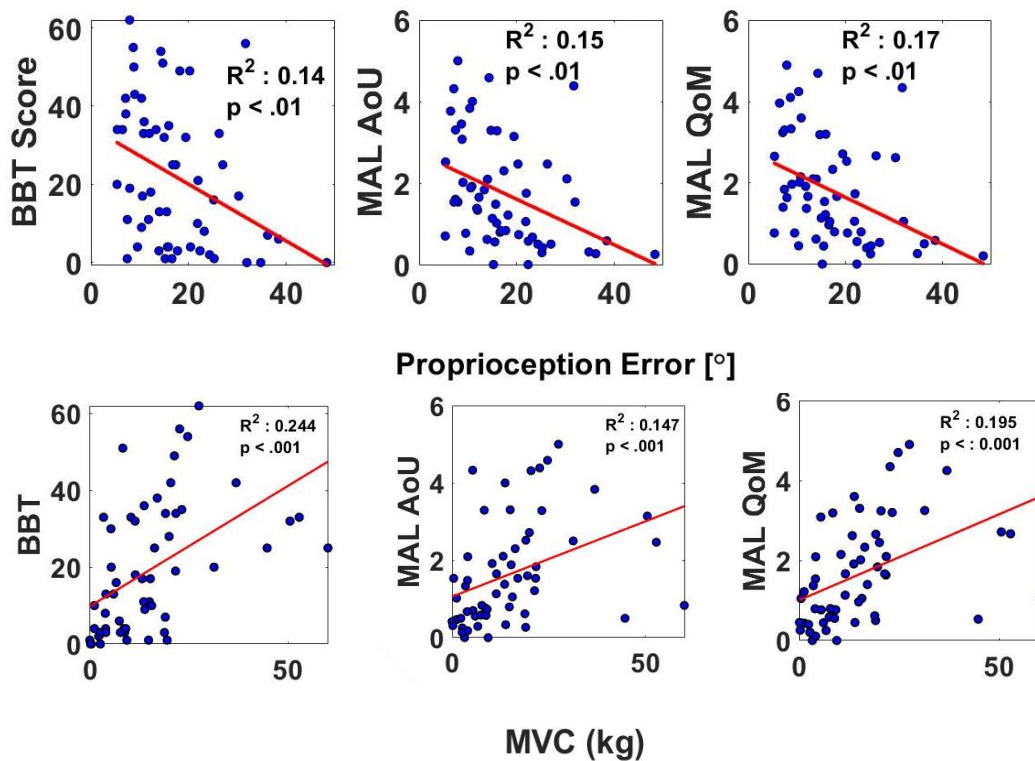 BBT Score
60
40
20
0
0 20 40
R² : 0.14
p < .01
MAL AoU
6
4
2
0
0 20 40
R² : 0.15
p < .01
MAL QoM
6
4
2
0
0 20 40
R² : 0.17
p < .01
Proprioception Error [°]
BBT
60
40
20
0
0 50
R² : 0.244
p <.001
MAL AoU
6
4
2
0
0 50
R² : 0.147
p <.001
MAL QoM
6
4
2
0
0 50
R² : 0.195
p < : 0.001
MVC (kg)